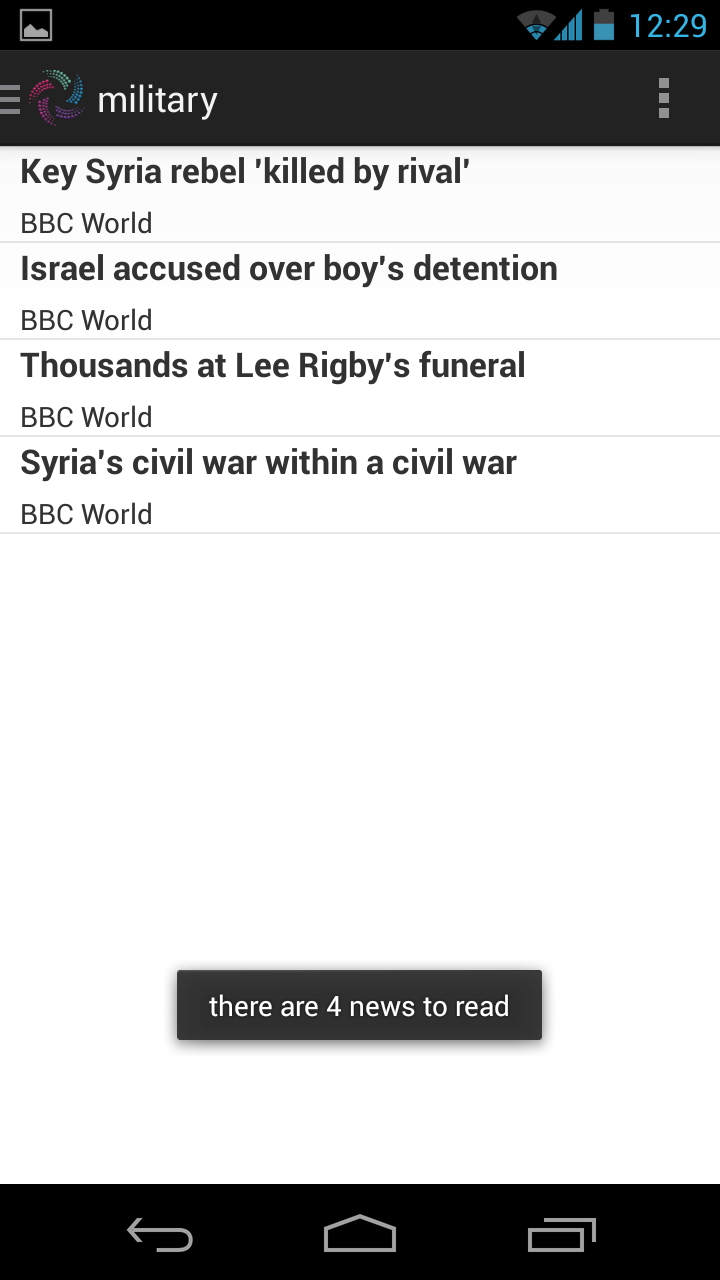 12:29
military
Key Syria rebel 'killed by rival'
BBC World
Israel accused over boy's detention
BBC World
Thousands at Lee Rigby's funeral
BBC World
Syria's civil war within a civil war
BBC World
there are 4 news to read